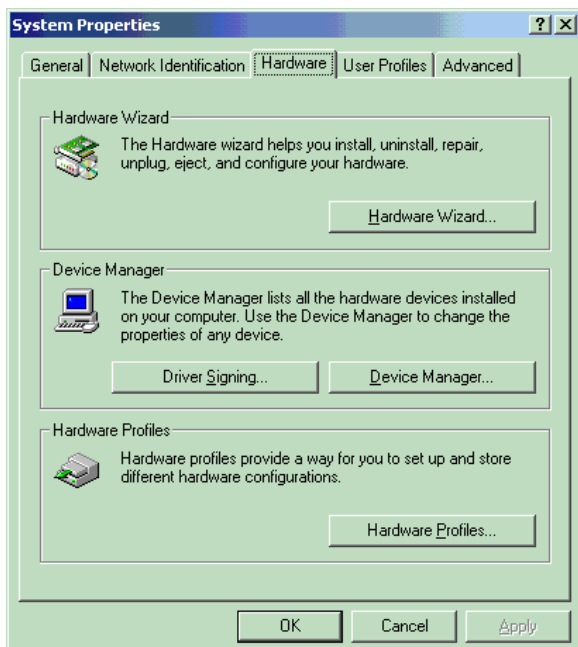 System Properties
General
Network Identification
Hardware
User Profiles
Advanced
Hardware Wizard
The Hardware wizard helps you install, uninstall, repair,
unplug, eject, and configure your hardware.
Hardware Wizard...
Device Manager
The Device Manager lists all the hardware devices installed
on your computer. Use the Device Manager to change the
properties of any device.
Driver Signing...
Device Manager...
Hardware Profiles
Hardware profiles provide a way for you to set up and store
different hardware configurations.
Hardware Profiles...
OK
Cancel
Apply